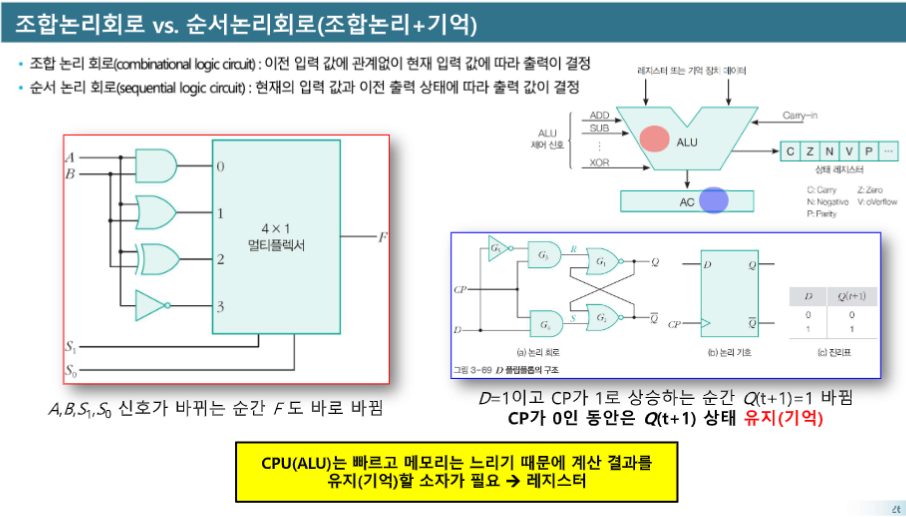 조합논리회로 vs. 순서논리회로(조합논리+기억)
• 조합 논리 회로(combinational logic circuit) : 이전 입력 값에 관계없이 현재 입력 값에 따라 출력이 결정
• 순서 논리 회로(sequential logic circuit) : 현재의 입력 값과 이전 출력 상태에 따라 출력 값이 결정
레지스터 또는 기억 장치 데이터
ALU
제어 신호
ADD
SUB
⋮
XOR
ALU
Carry-in
C Z N V P ···
상태 레지스터
AC
C: Carry Z: Zero
N: Negative V: oVerflow
P: Parity
A
B
0
1
2
3
4 × 1
멀티플렉서
F
S₁
S₀
A,B,S₁,S₀ 신호가 바뀌는 순간 F 도 바로 바뀜
CP
D
G₃
R
G₁
Q
G₄
S
G₂
Q̅
(a) 논리 회로
D Q
CP Q̅
(b) 논리 기호
D Q(t+1)
0 0
1 1
(c) 진리표
그림 3-69 D 플립플롭의 구조
D=1이고 CP가 1로 상승하는 순간 Q(t+1)=1 바뀜
CP가 0인 동안은 Q(t+1) 상태 유지(기억)
CPU(ALU)는 빠르고 메모리는 느리기 때문에 계산 결과를
유지(기억)할 소자가 필요 → 레지스터